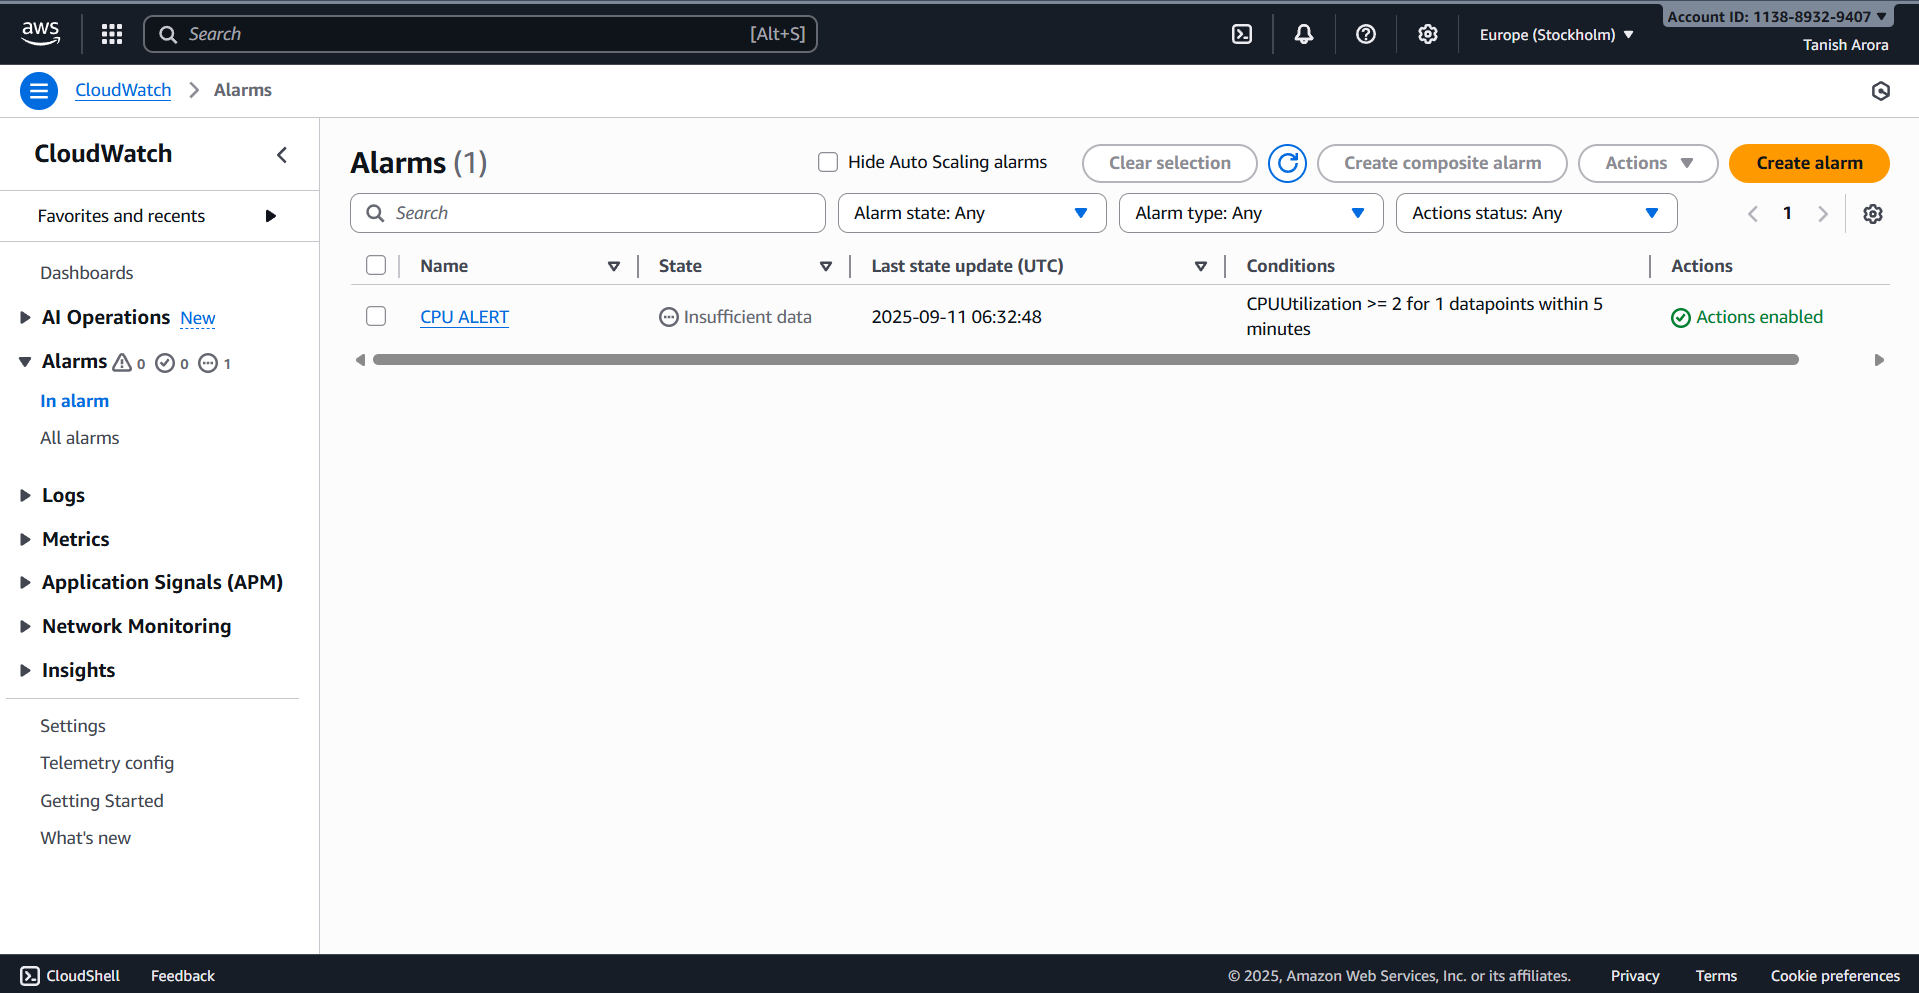 aws
Search [Alt+S]
Europe (Stockholm)
Account ID: 1138-8932-9407
Tanish Arora
CloudWatch Alarms
CloudWatch
Favorites and recents
Dashboards
AI Operations New
Alarms 0 0 1
In alarm
All alarms
Logs
Metrics
Application Signals (APM)
Network Monitoring
Insights
Settings
Telemetry config
Getting Started
What's new
Alarms (1)
Hide Auto Scaling alarms
Clear selection
Create composite alarm
Actions
Create alarm
Search
Alarm state: Any
Alarm type: Any
Actions status: Any
1
Name State Last state update (UTC) Conditions Actions
CPU ALERT Insufficient data 2025-09-11 06:32:48 CPUUtilization >= 2 for 1 datapoints within 5
minutes
Actions enabled
CloudShell Feedback © 2025, Amazon Web Services, Inc. or its affiliates. Privacy Terms Cookie preferences